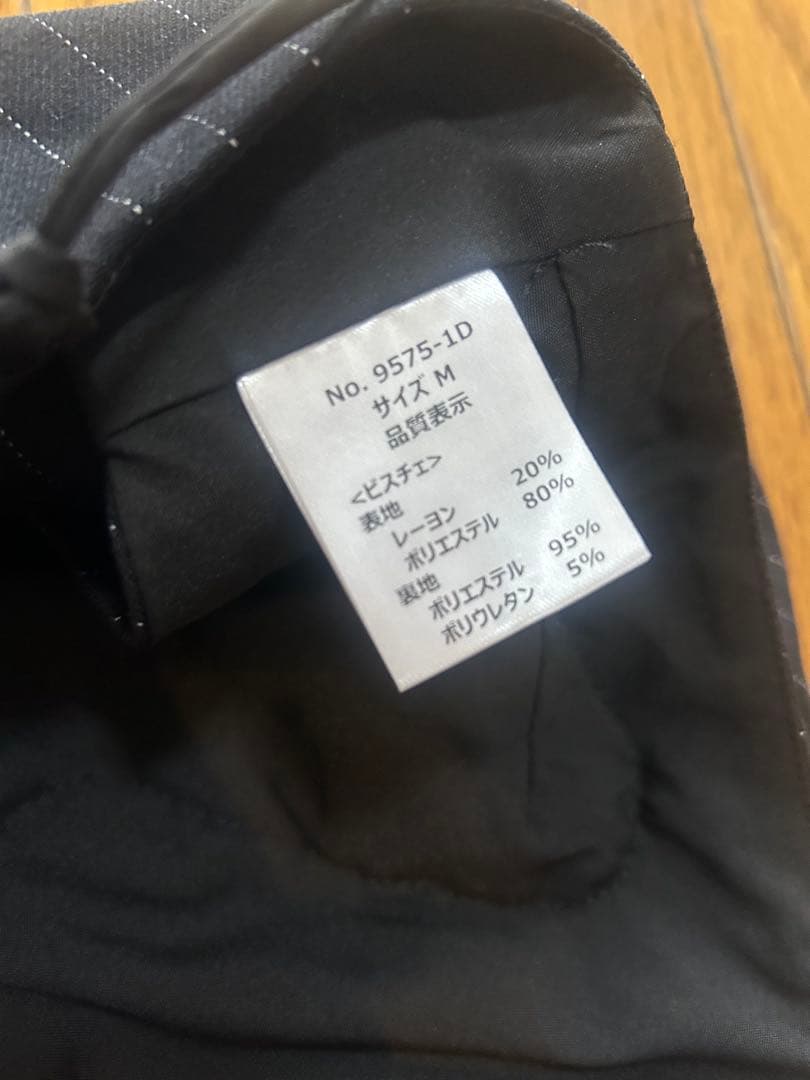 No. 9575-1D
サイズ M
品質表示
<ビスチェ>
表地
レーヨン 20%
ポリエステル 80%
裏地
ポリエステル 95%
ポリウレタン 5%